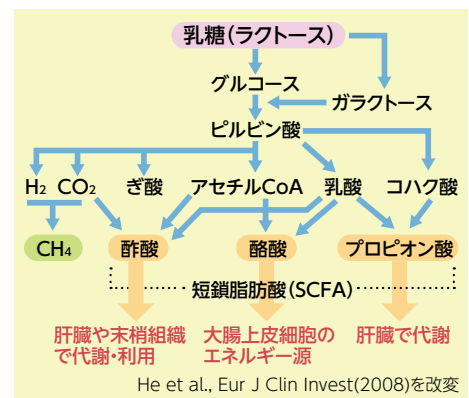 乳糖(ラクトース)
グルコース
ガラクトース
ピルビン酸
H₂ CO₂ ぎ酸 アセチルCoA 乳酸 コハク酸
CH₄ 酢酸 酪酸 プロピオン酸
短鎖脂肪酸(SCFA)
肝臓や末梢組織 大腸上皮細胞の 肝臓で代謝
で代謝・利用 エネルギー源
He et al., Eur J Clin Invest(2008)を改変